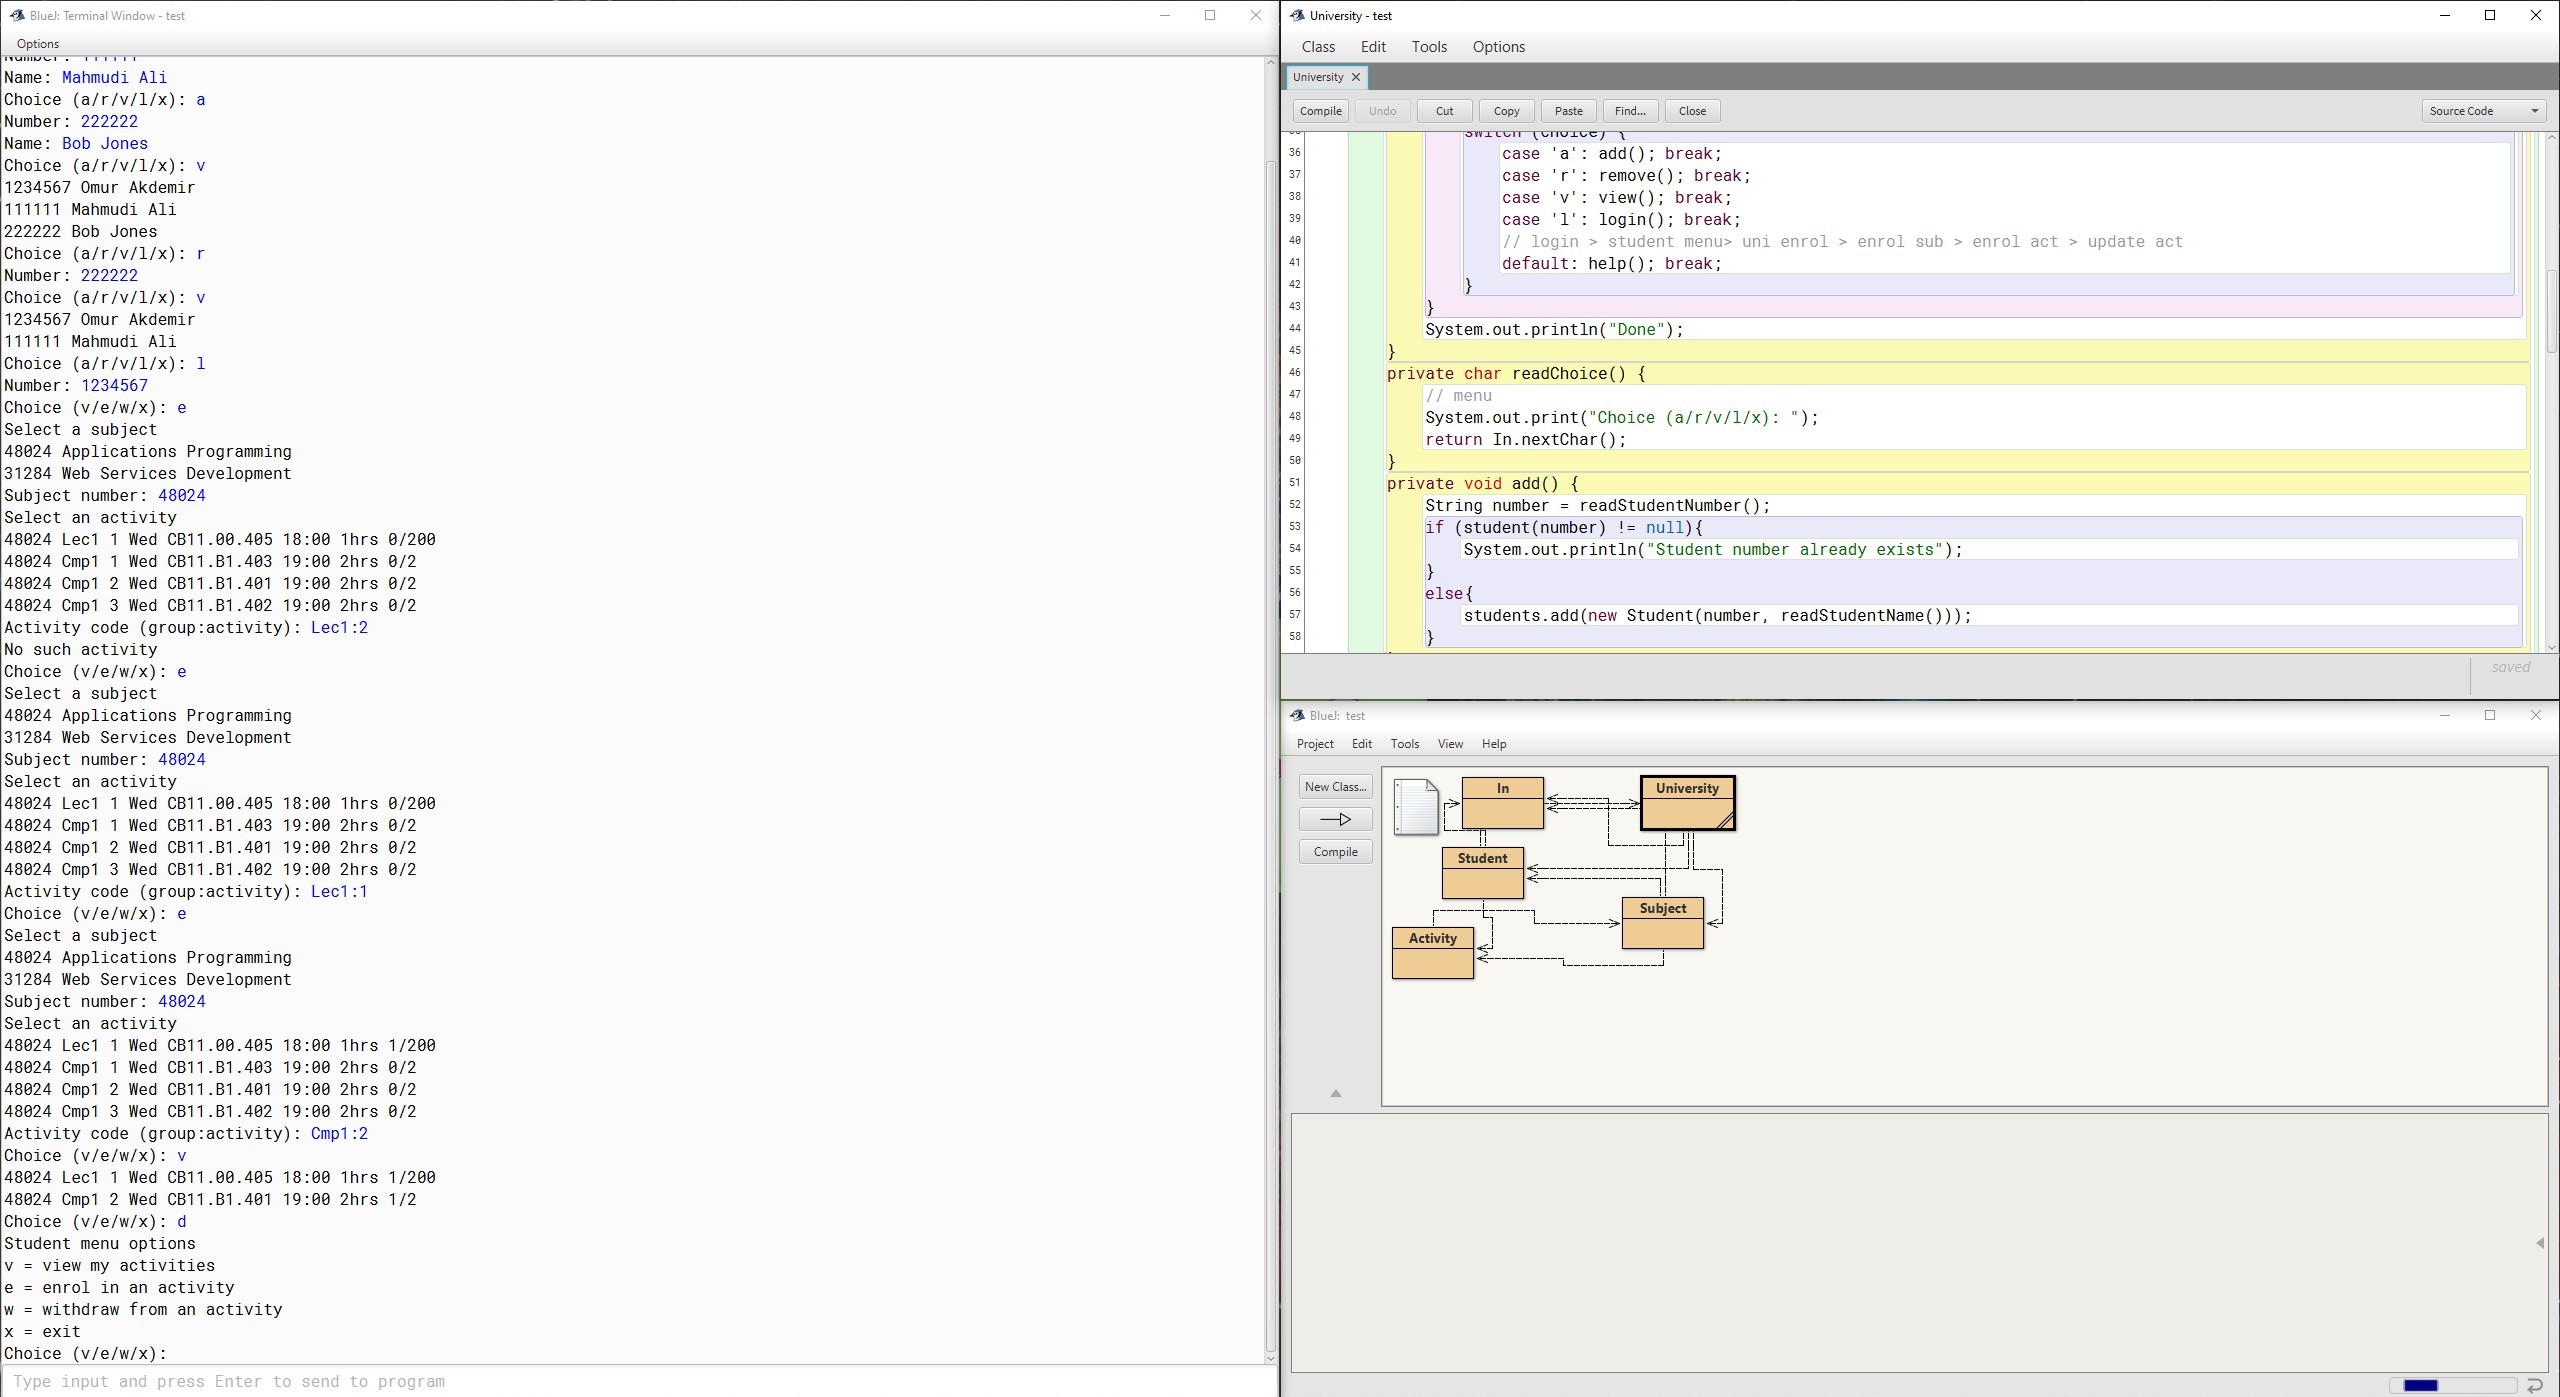 BlueJ: Terminal Window - test
Options
Number: 111111
Name: Mahmudi Ali
Choice (a/r/v/l/x): a
Number: 222222
Name: Bob Jones
Choice (a/r/v/l/x): v
1234567 Omur Akdemir
111111 Mahmudi Ali
222222 Bob Jones
Choice (a/r/v/l/x): r
Number: 222222
Choice (a/r/v/l/x): v
1234567 Omur Akdemir
111111 Mahmudi Ali
Choice (a/r/v/l/x): l
Number: 1234567
Choice (v/e/w/x): e
Select a subject
48024 Applications Programming
31284 Web Services Development
Subject number: 48024
Select an activity
48024 Lec1 1 Wed CB11.00.405 18:00 1hrs 0/200
48024 Cmp1 1 Wed CB11.B1.403 19:00 2hrs 0/2
48024 Cmp1 2 Wed CB11.B1.401 19:00 2hrs 0/2
48024 Cmp1 3 Wed CB11.B1.402 19:00 2hrs 0/2
Activity code (group:activity): Lec1:2
No such activity
Choice (v/e/w/x): e
Select a subject
48024 Applications Programming
31284 Web Services Development
Subject number: 48024
Select an activity
48024 Lec1 1 Wed CB11.00.405 18:00 1hrs 0/200
48024 Cmp1 1 Wed CB11.B1.403 19:00 2hrs 0/2
48024 Cmp1 2 Wed CB11.B1.401 19:00 2hrs 0/2
48024 Cmp1 3 Wed CB11.B1.402 19:00 2hrs 0/2
Activity code (group:activity): Lec1:1
Choice (v/e/w/x): e
Select a subject
48024 Applications Programming
31284 Web Services Development
Subject number: 48024
Select an activity
48024 Lec1 1 Wed CB11.00.405 18:00 1hrs 1/200
48024 Cmp1 1 Wed CB11.B1.403 19:00 2hrs 0/2
48024 Cmp1 2 Wed CB11.B1.401 19:00 2hrs 0/2
48024 Cmp1 3 Wed CB11.B1.402 19:00 2hrs 0/2
Activity code (group:activity): Cmp1:2
Choice (v/e/w/x): v
48024 Lec1 1 Wed CB11.00.405 18:00 1hrs 1/200
48024 Cmp1 2 Wed CB11.B1.401 19:00 2hrs 1/2
Choice (v/e/w/x): d
Student menu options
v = view my activities
e = enrol in an activity
w = withdraw from an activity
x = exit
Choice (v/e/w/x):
Type input and press Enter to send to program
University - test
Class Edit Tools Options
University
Compile Undo Cut Copy Paste Find... Close Source Code
switch (choice) {
36 case 'a': add(); break;
37 case 'r': remove(); break;
38 case 'v': view(); break;
39 case 'l': login(); break;
40 // login > student menu> uni enrol > enrol sub > enrol act > update act
41 default: help(); break;
42 }
43 }
44 System.out.println("Done");
45 }
46 private char readChoice() {
47 // menu
48 System.out.print("Choice (a/r/v/l/x): ");
49 return In.nextChar();
50 }
51 private void add() {
52 String number = readStudentNumber();
53 if (student(number) != null){
54 System.out.println("Student number already exists");
55 }
56 else{
57 students.add(new Student(number, readStudentName()));
58 }
saved
BlueJ: test
Project Edit Tools View Help
New Class...
Compile
In
University
Student
Subject
Activity